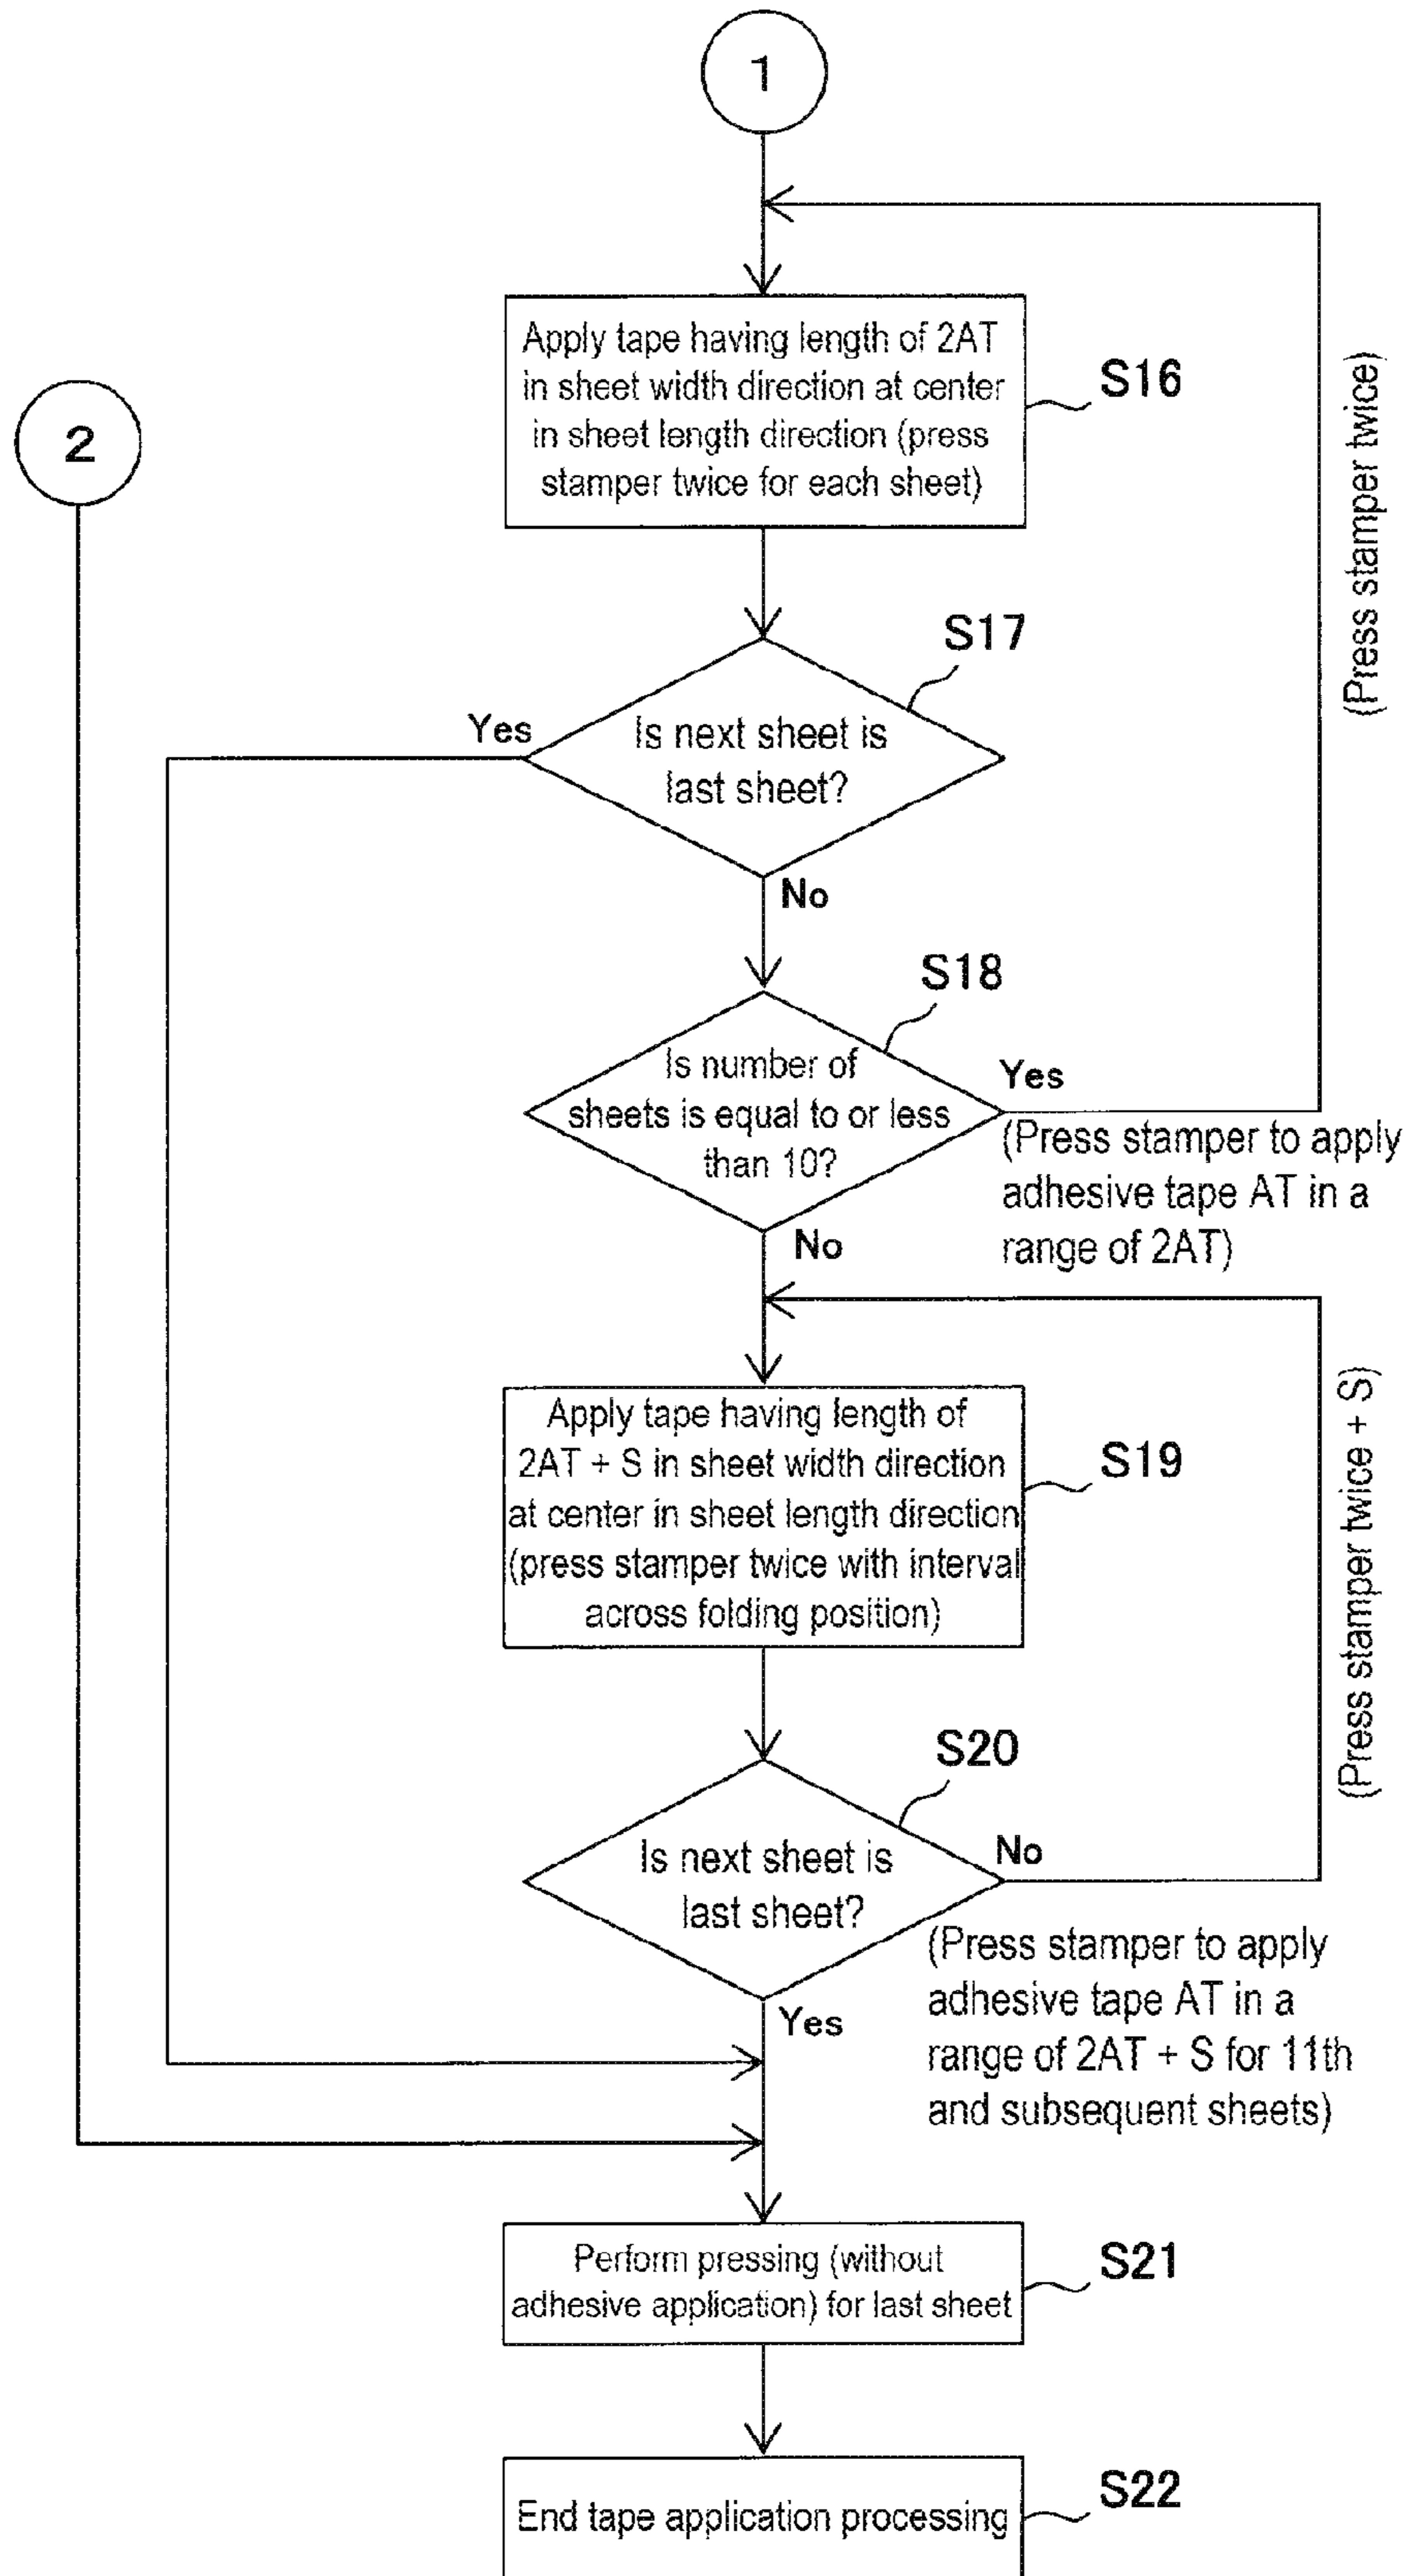 1
Apply tape having length of 2AT
in sheet width direction at center
in sheet length direction (press
stamper twice for each sheet)
S16
(Press stamper twice)
2
S17
Yes
Is next sheet is
last sheet?
No
S18
Is number of
sheets is equal to or less
than 10?
Yes
(Press stamper to apply
adhesive tape AT in a
range of 2AT)
No
Apply tape having length of
2AT + S in sheet width direction
at center in sheet length direction
(press stamper twice with interval
across folding position)
S19
(Press stamper twice + S)
S20
Is next sheet is
last sheet?
No
(Press stamper to apply
adhesive tape AT in a
range of 2AT + S for 11th
and subsequent sheets)
Yes
Perform pressing (without
adhesive application) for last sheet
S21
End tape application processing
S22